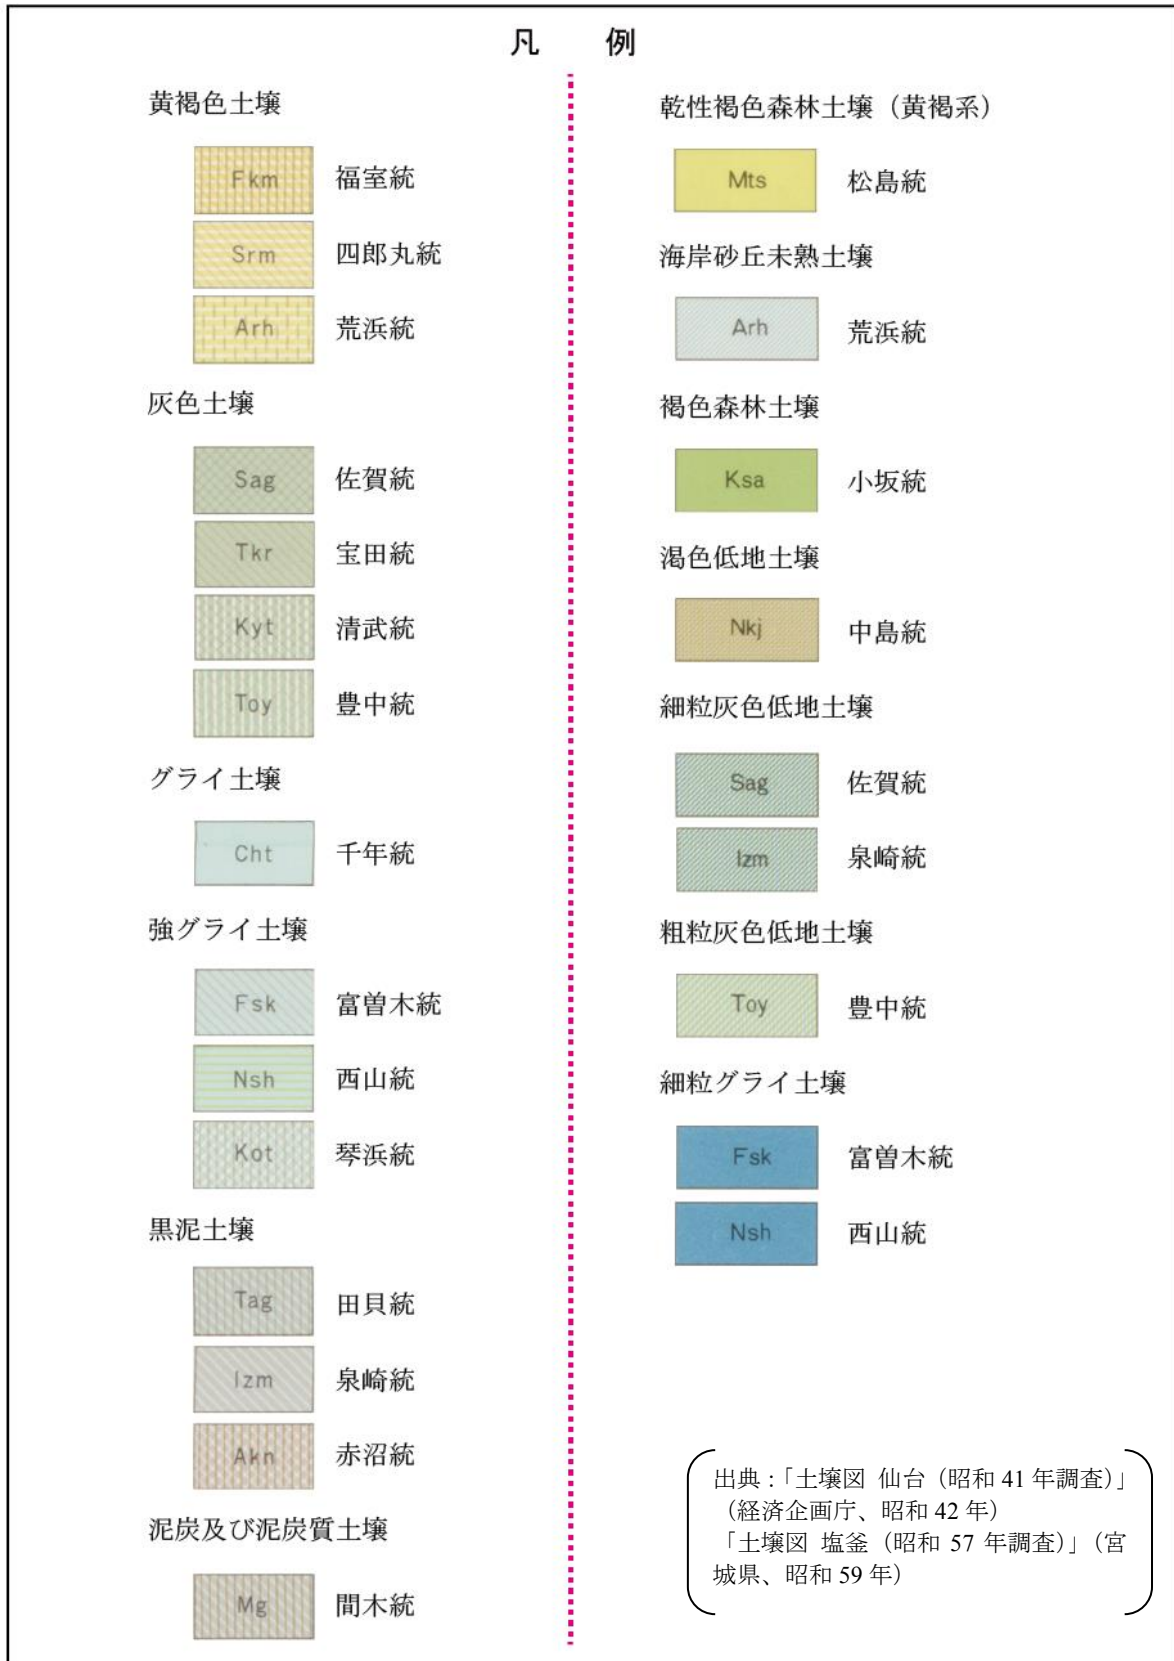 凡 例
黄褐色土壌
Fkm 福室統
Srm 四郎丸統
Arh 荒浜統
灰色土壌
Sag 佐賀統
Tkr 宝田統
Kyt 清武統
Toy 豊中統
グライ土壌
Cht 千年統
強グライ土壌
Fsk 富曽木統
Nsh 西山統
Kot 琴浜統
黒泥土壌
Tag 田貝統
Izm 泉崎統
Akn 赤沼統
泥炭及び泥炭質土壌
Mg 間木統
乾性褐色森林土壌（黄褐系）
Mts 松島統
海岸砂丘未熟土壌
Arh 荒浜統
褐色森林土壌
Ksa 小坂統
渇色低地土壌
Nkj 中島統
細粒灰色低地土壌
Sag 佐賀統
Izm 泉崎統
粗粒灰色低地土壌
Toy 豊中統
細粒グライ土壌
Fsk 富曽木統
Nsh 西山統
出典：「土壌図 仙台（昭和 41 年調査）」
（経済企画庁、昭和 42 年）
「土壌図 塩釜（昭和 57 年調査）」（宮
城県、昭和 59 年）